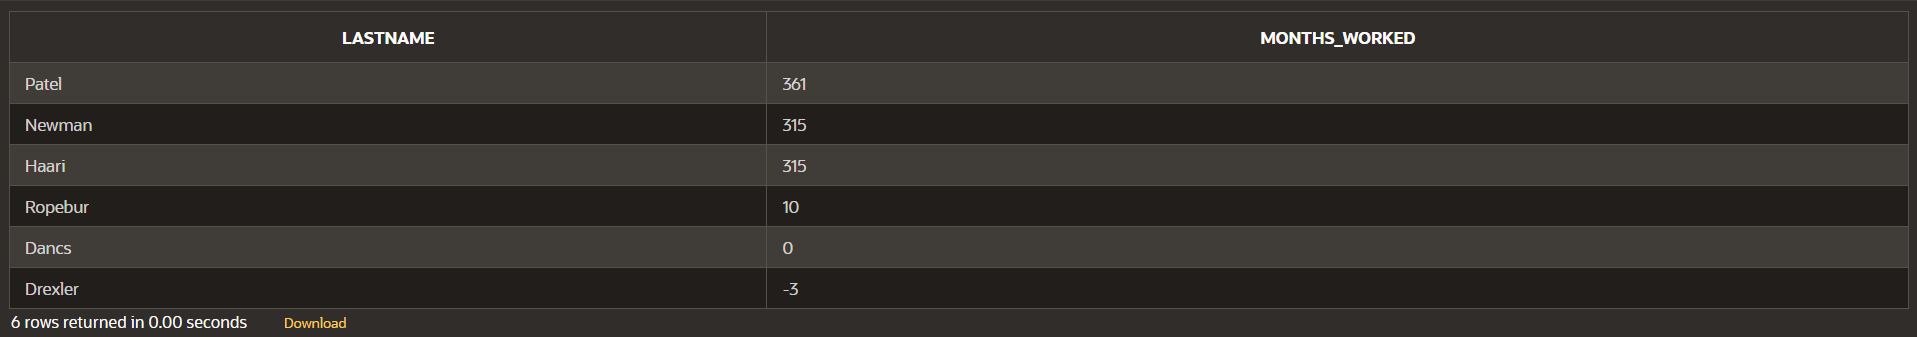 LASTNAME MONTHS_WORKED
Patel 361
Newman 315
Haari 315
Ropebur 10
Dancs 0
Drexler -3
6 rows returned in 0.00 seconds Download